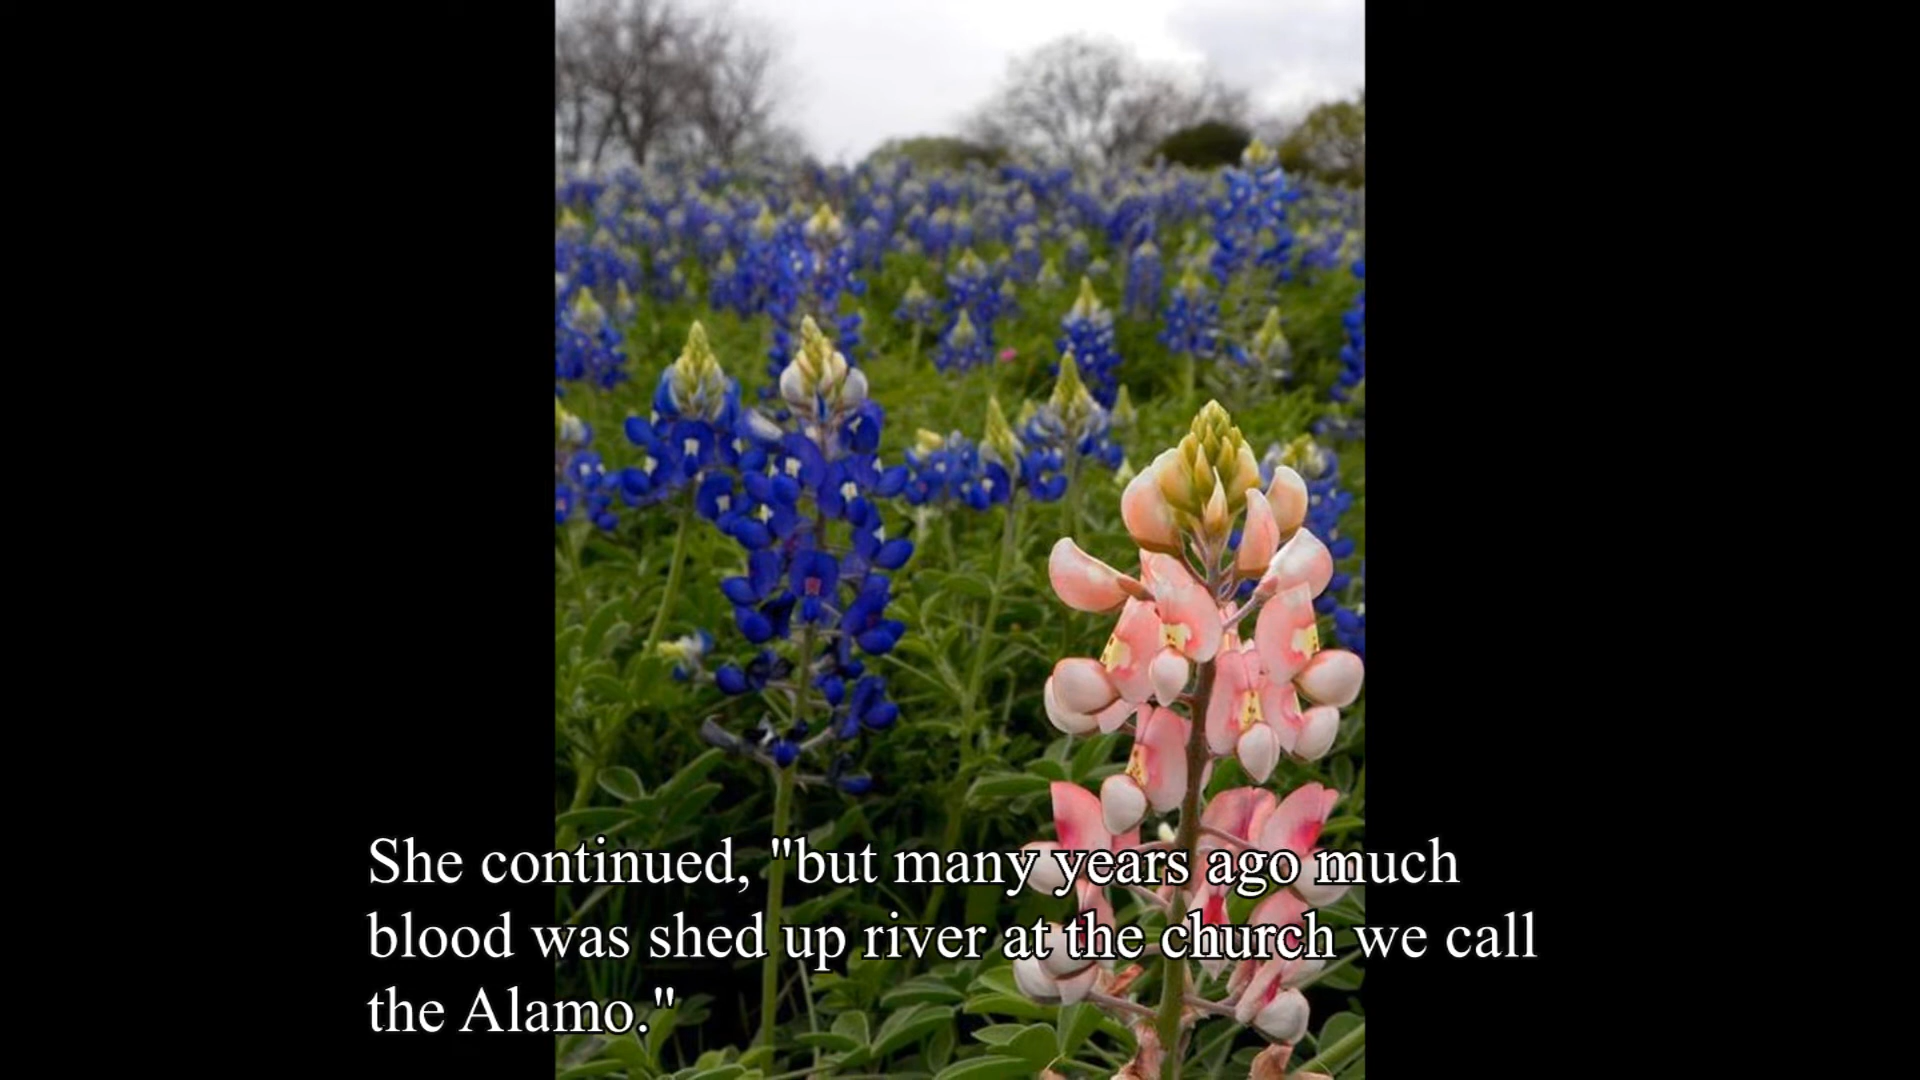 She continued, "but many years ago much
blood was shed up river at the church we call
the Alamo."